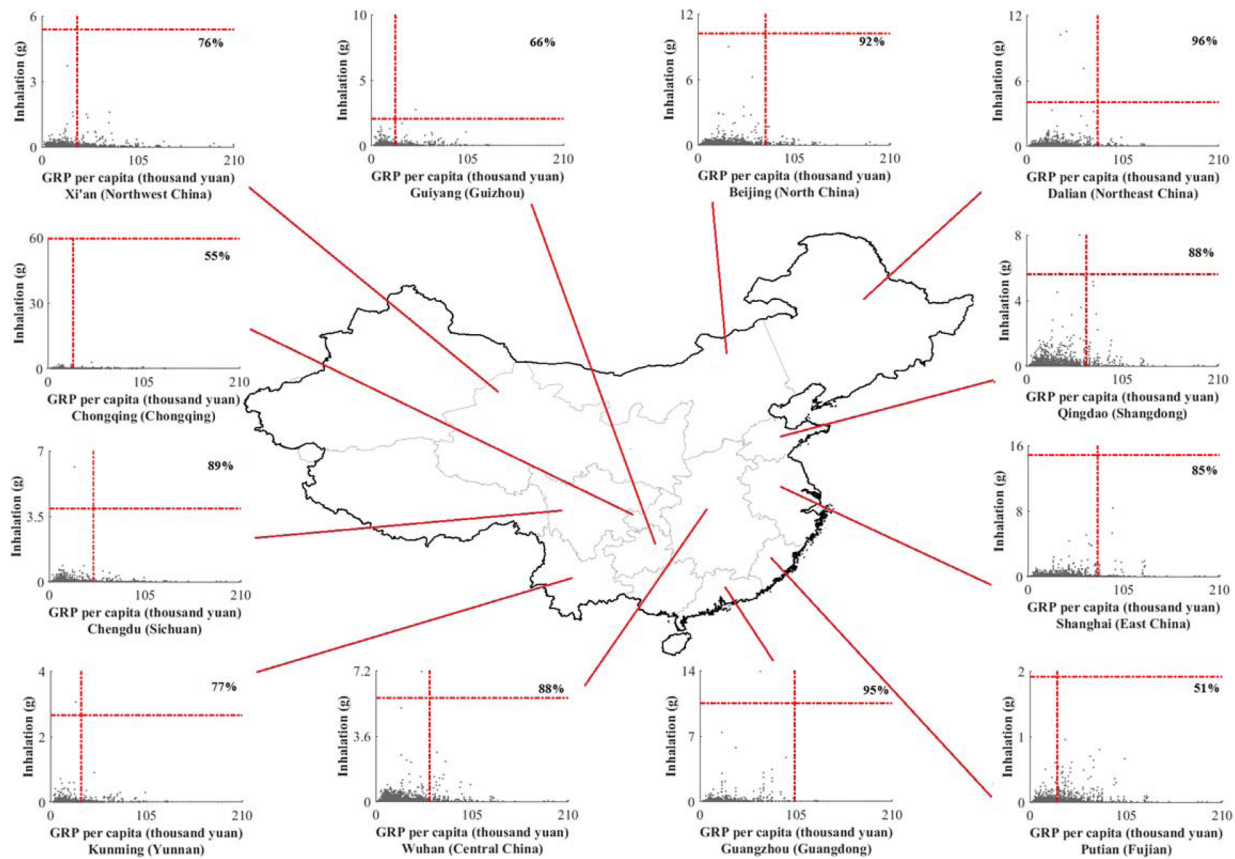 6
76%
3
0
0
105
210
Inhalation (g)
GRP per capita (thousand yuan)
Xi'an (Northwest China)
10
66%
8
6
4
2
0
0
105
210
Inhalation (g)
GRP per capita (thousand yuan)
Guiyang (Guizhou)
12
92%
6
0
0
105
210
Inhalation (g)
GRP per capita (thousand yuan)
Beijing (North China)
12
96%
8
4
0
0
105
210
Inhalation (g)
GRP per capita (thousand yuan)
Dalian (Northeast China)
60
55%
30
0
0
105
210
Inhalation (g)
GRP per capita (thousand yuan)
Chongqing (Chongqing)
8
88%
4
2
0
0
105
210
Inhalation (g)
GRP per capita (thousand yuan)
Qingdao (Shangdong)
7
89%
3.5
0
0
105
210
Inhalation (g)
GRP per capita (thousand yuan)
Chengdu (Sichuan)
16
85%
8
0
0
105
210
Inhalation (g)
GRP per capita (thousand yuan)
Shanghai (East China)
4
77%
2
0
0
105
210
Inhalation (g)
GRP per capita (thousand yuan)
Kunming (Yunnan)
7.2
88%
3.6
0
0
105
210
Inhalation (g)
GRP per capita (thousand yuan)
Wuhan (Central China)
14
95%
7
0
0
105
210
Inhalation (g)
GRP per capita (thousand yuan)
Guangzhou (Guangdong)
2
51%
1
0
0
105
210
Inhalation (g)
GRP per capita (thousand yuan)
Putian (Fujian)